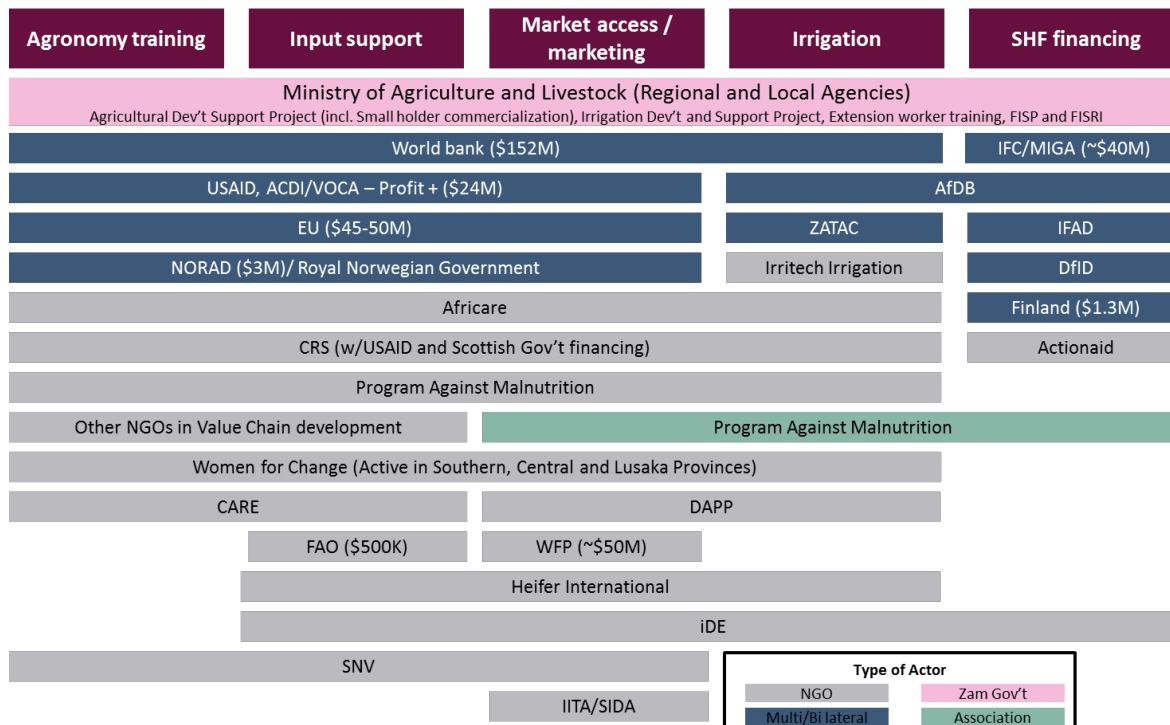 Agronomy training
Input support
Market access /
marketing
Irrigation
SHF financing
Ministry of Agriculture and Livestock (Regional and Local Agencies)
Agricultural Dev't Support Project (incl. Small holder commercialization), Irrigation Dev't and Support Project, Extension worker training, FISP and FISRI
World bank ($152M)
IFC/MIGA (~$40M)
USAID, ACDI/VOCA – Profit + ($24M)
AfDB
EU ($45-50M)
ZATAC
IFAD
NORAD ($3M)/ Royal Norwegian Government
Irritech Irrigation
DfID
Africare
Finland ($1.3M)
CRS (w/USAID and Scottish Gov't financing)
Actionaid
Program Against Malnutrition
Other NGOs in Value Chain development
Program Against Malnutrition
Women for Change (Active in Southern, Central and Lusaka Provinces)
CARE
DAPP
FAO ($500K)
WFP (~$50M)
Heifer International
iDE
SNV
Type of Actor
NGO
Zam Gov't
IITA/SIDA
Multi/Bi lateral
Association